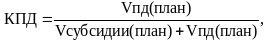 КПД = Vпд(план) / Vсубсидии(план) + Vпд(план) ,